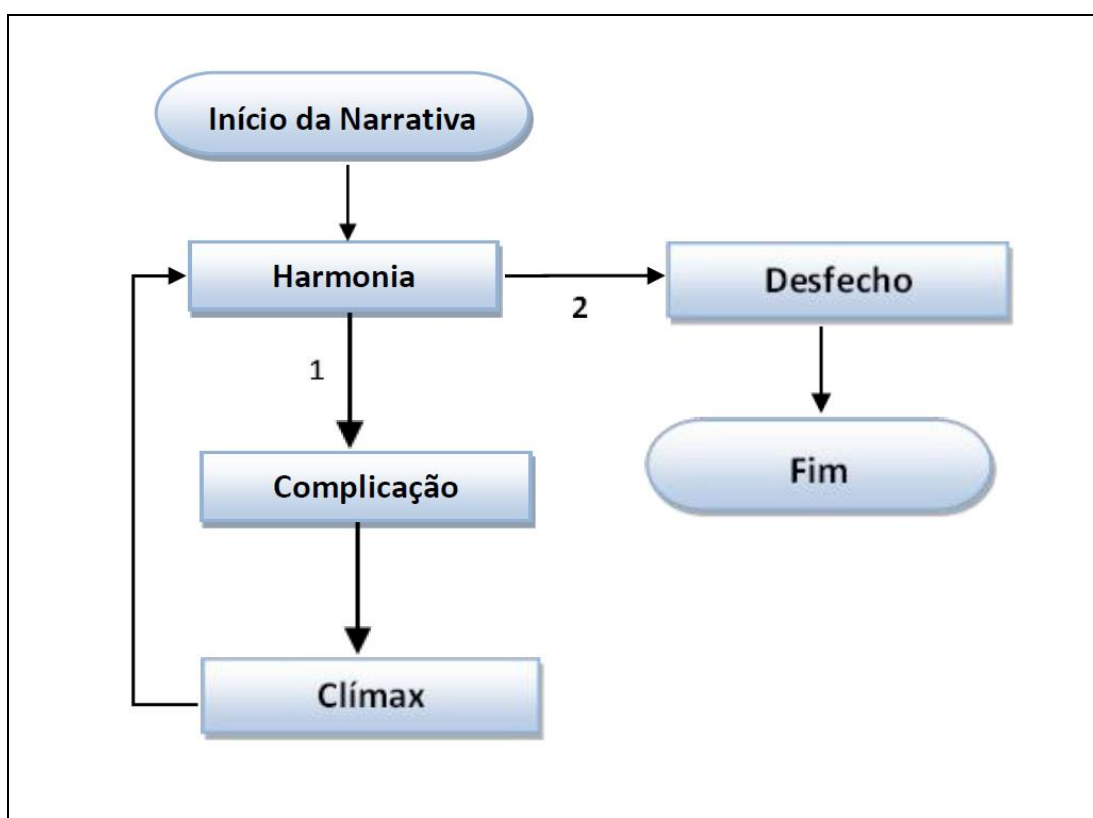 Início da Narrativa
Harmonia
2
Desfecho
1
Fim
Complicação
Clímax